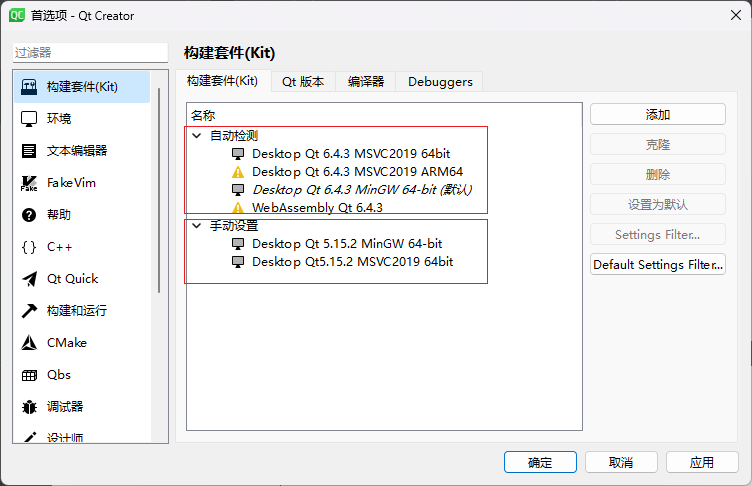 QC 首选项 - Qt Creator
过滤器
构建套件(Kit)
环境
文本编辑器
Fake FakeVim
帮助
{} C++
Qt Quick
构建和运行
CMake
Qbs
调试器
设计师
构建套件(Kit)
构建套件(Kit) Qt 版本 编译器 Debuggers
名称
自动检测
Desktop Qt 6.4.3 MSVC2019 64bit
Desktop Qt 6.4.3 MSVC2019 ARM64
Desktop Qt 6.4.3 MinGW 64-bit (默认)
WebAssembly Qt 6.4.3
手动设置
Desktop Qt 5.15.2 MinGW 64-bit
Desktop Qt5.15.2 MSVC2019 64bit
添加
克隆
删除
设置为默认
Settings Filter...
Default Settings Filter...
确定 取消 应用